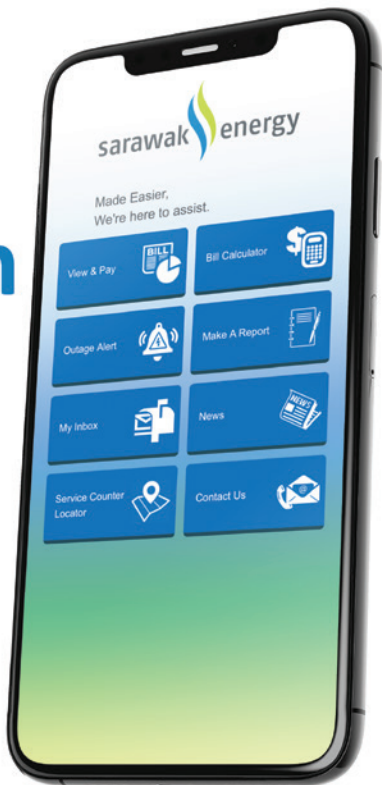 sarawak energy
Made Easier,
We're here to assist.
View & Pay
BILL
Bill Calculator
Outage Alert
Make A Report
My Inbox
News
NEWS
Service Counter
Locator
Contact Us